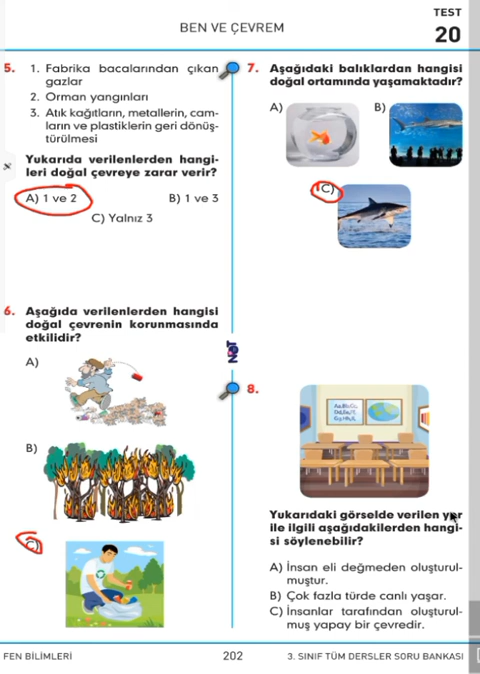 BEN VE ÇEVREM
TEST
20
5. 1. Fabrika bacalarından çıkan
gazlar
2. Orman yangınları
3. Atık kağıtların, metallerin, cam-
ların ve plastiklerin geri dönüş-
türülmesi
Yukarıda verilenlerden hangi-
leri doğal çevreye zarar verir?
A) 1 ve 2
B) 1 ve 3
C) Yalnız 3
6. Aşağıda verilenlerden hangisi
doğal çevrenin korunmasında
etkilidir?
A)
B)
C)
NOT
7. Aşağıdaki balıklardan hangisi
doğal ortamında yaşamaktadır?
A)
B)
C)
8.
Yukarıdaki görselde verilen yer
ile ilgili aşağıdakilerden hangi-
si söylenebilir?
A) İnsan eli değmeden oluşturul-
muştur.
B) Çok fazla türde canlı yaşar.
C) İnsanlar tarafından oluşturul-
muş yapay bir çevredir.
FEN BİLİMLERİ
202
3. SINIF TÜM DERSLER SORU BANKASI